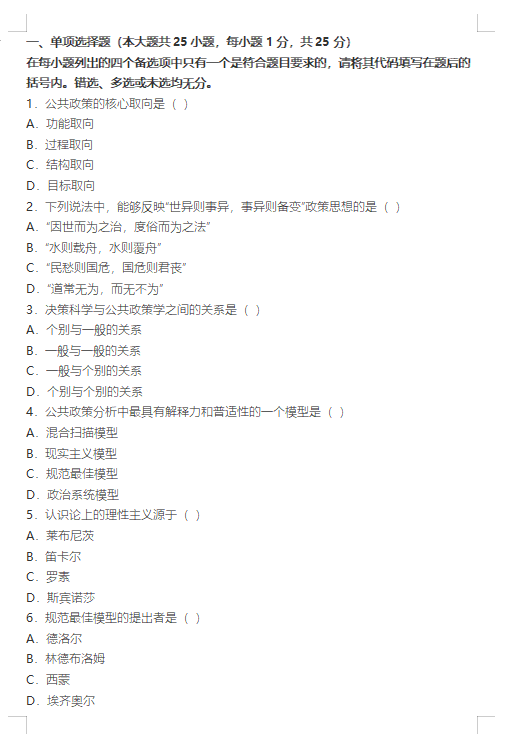 一、单项选择题（本大题共 25 小题，每小题 1 分，共 25 分）
在每小题列出的四个备选项中只有一个是符合题目要求的，请将其代码填写在题后的
括号内。错选、多选或未选均无分。
1．公共政策的核心取向是（ ）
A．功能取向
B．过程取向
C．结构取向
D．目标取向
2．下列说法中，能够反映“世异则事异，事异则备变”政策思想的是（ ）
A．“因世而为之治，度俗而为之法”
B．“水则载舟，水则覆舟”
C．“民愁则国危，国危则君丧”
D．“道常无为，而无不为”
3．决策科学与公共政策学之间的关系是（ ）
A．个别与一般的关系
B．一般与一般的关系
C．一般与个别的关系
D．个别与个别的关系
4．公共政策分析中最具有解释力和普适性的一个模型是（ ）
A．混合扫描模型
B．现实主义模型
C．规范最佳模型
D．政治系统模型
5．认识论上的理性主义源于（ ）
A．莱布尼茨
B．笛卡尔
C．罗素
D．斯宾诺莎
6．规范最佳模型的提出者是（ ）
A．德洛尔
B．林德布洛姆
C．西蒙
D．埃齐奥尔